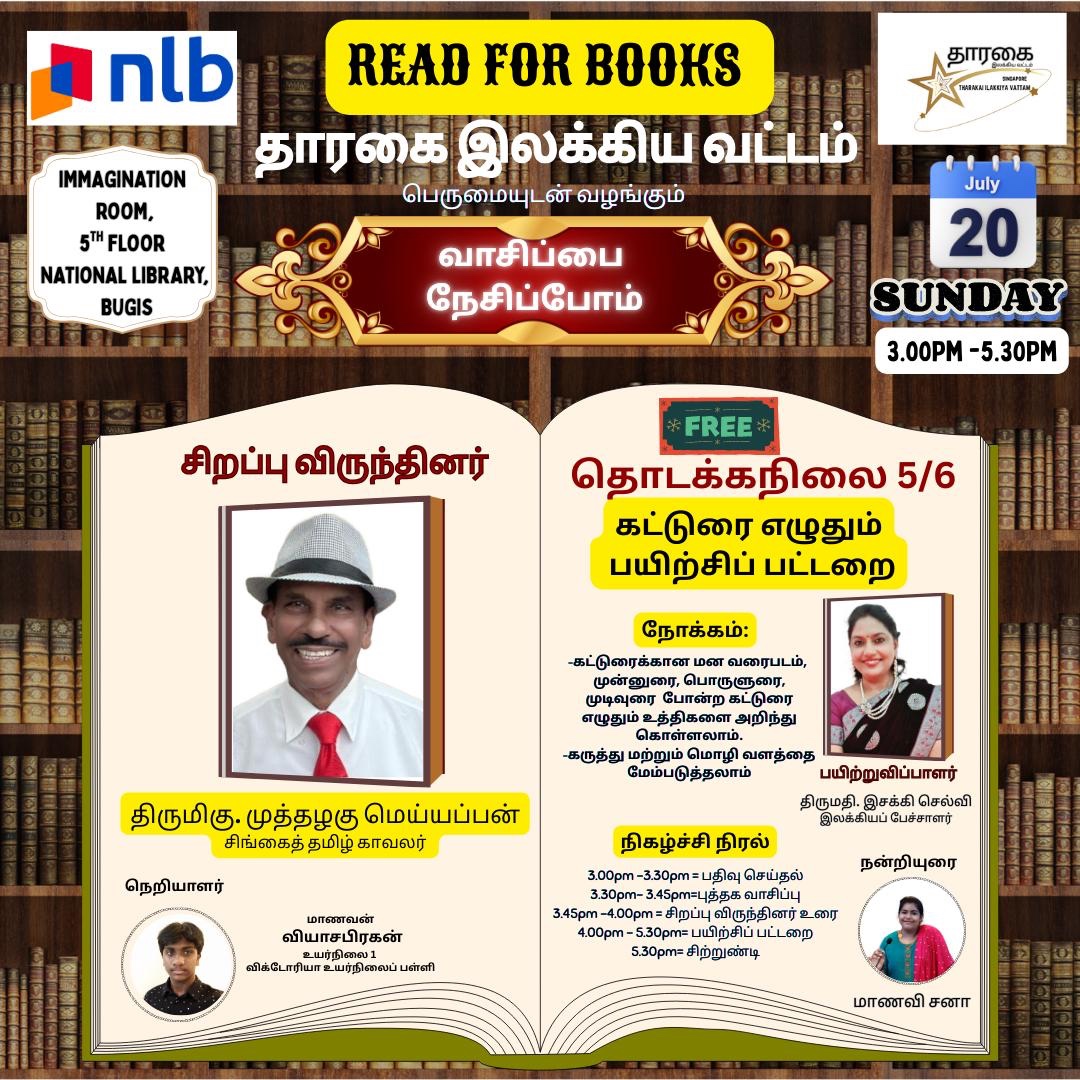 nlb
READ FOR BOOKS
தாரகை
இலக்கிய வட்டம்
SINGAPORE
THARAKAI ILAKKIYA VATTAM
தாரகை இலக்கிய வட்டம்
பெருமையுடன் வழங்கும்
வாசிப்பை
நேசிப்போம்
IMMAGINATION
ROOM,
5TH FLOOR
NATIONAL LIBRARY,
BUGIS
July
20
SUNDAY
3.00PM -5.30PM
சிறப்பு விருந்தினர்
திருமிகு. முத்தழகு மெய்யப்பன்
சிங்கைத் தமிழ் காவலர்
நெறியாளர்
மாணவன்
வியாசபிரகன்
உயர்நிலை 1
விக்டோரியா உயர்நிலைப் பள்ளி
FREE
தொடக்கநிலை 5/6
கட்டுரை எழுதும்
பயிற்சிப் பட்டறை
நோக்கம்:
-கட்டுரைக்கான மன வரைபடம்,
முன்னுரை, பொருளுரை,
முடிவுரை போன்ற கட்டுரை
எழுதும் உத்திகளை அறிந்து
கொள்ளலாம்.
-கருத்து மற்றும் மொழி வளத்தை
மேம்படுத்தலாம்
பயிற்றுவிப்பாளர்
திருமதி. இசக்கி செல்வி
இலக்கியப் பேச்சாளர்
நிகழ்ச்சி நிரல்
3.00pm -3.30pm = பதிவு செய்தல்
3.30pm- 3.45pm=புத்தக வாசிப்பு
3.45pm -4.00pm = சிறப்பு விருந்தினர் உரை
4.00pm - 5.30pm= பயிற்சிப் பட்டறை
5.30pm= சிற்றுண்டி
நன்றியுரை
மாணவி சனா